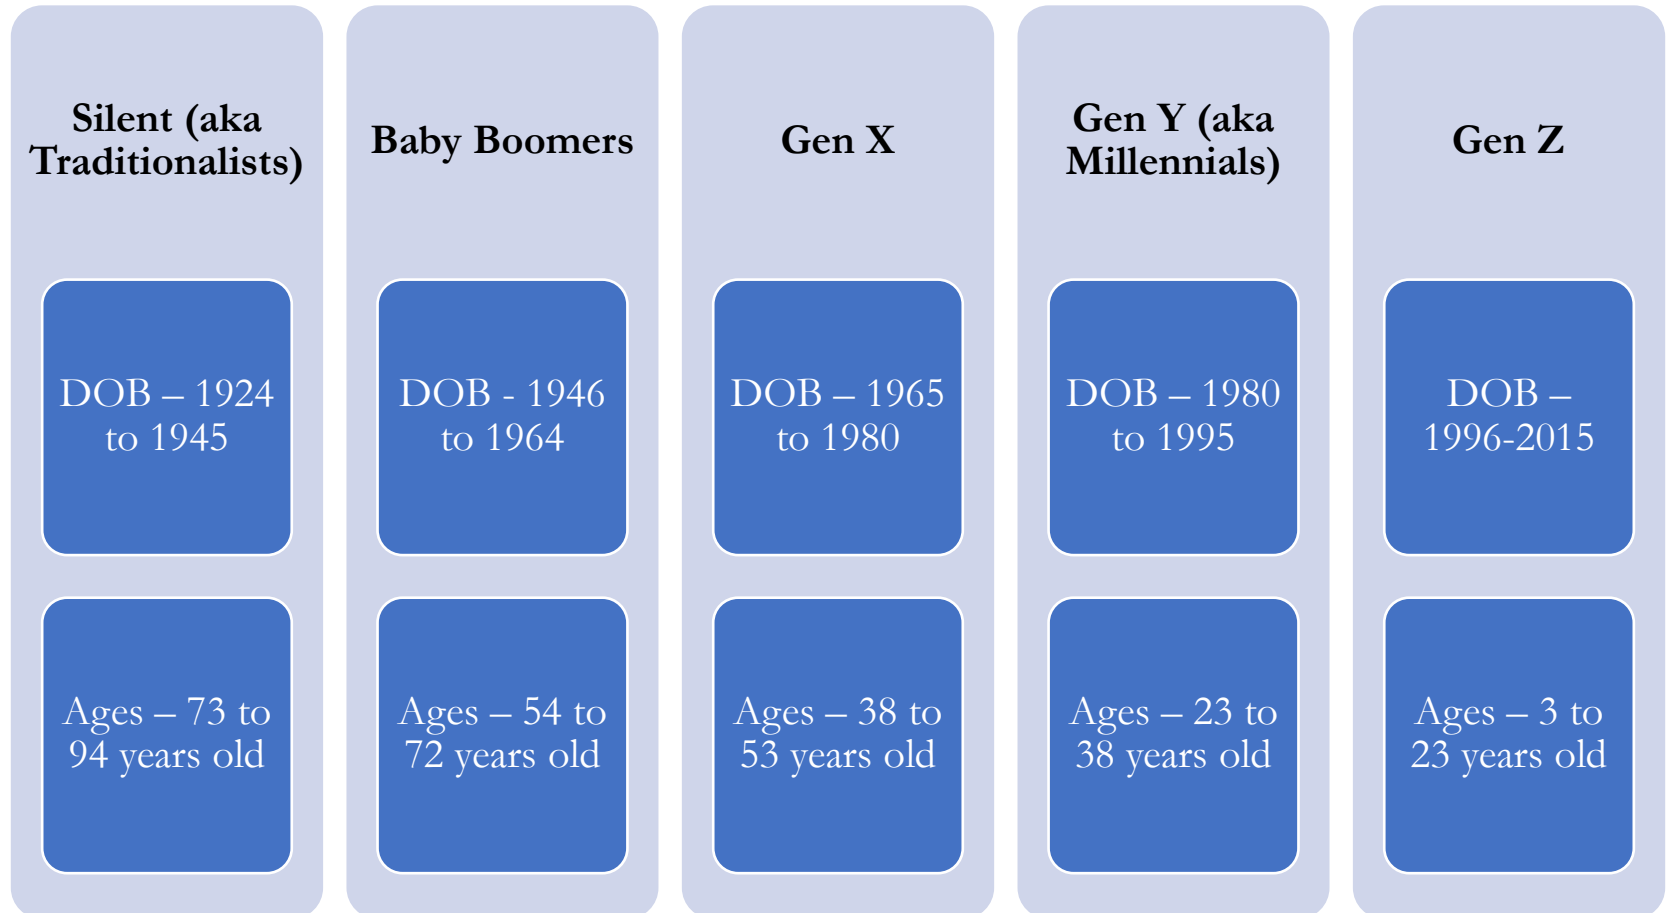 Silent (aka
Traditionalists)
DOB – 1924
to 1945
Ages – 73 to
94 years old
Baby Boomers
DOB - 1946
to 1964
Ages – 54 to
72 years old
Gen X
DOB – 1965
to 1980
Ages – 38 to
53 years old
Gen Y (aka
Millennials)
DOB – 1980
to 1995
Ages – 23 to
38 years old
Gen Z
DOB –
1996-2015
Ages – 3 to
23 years old